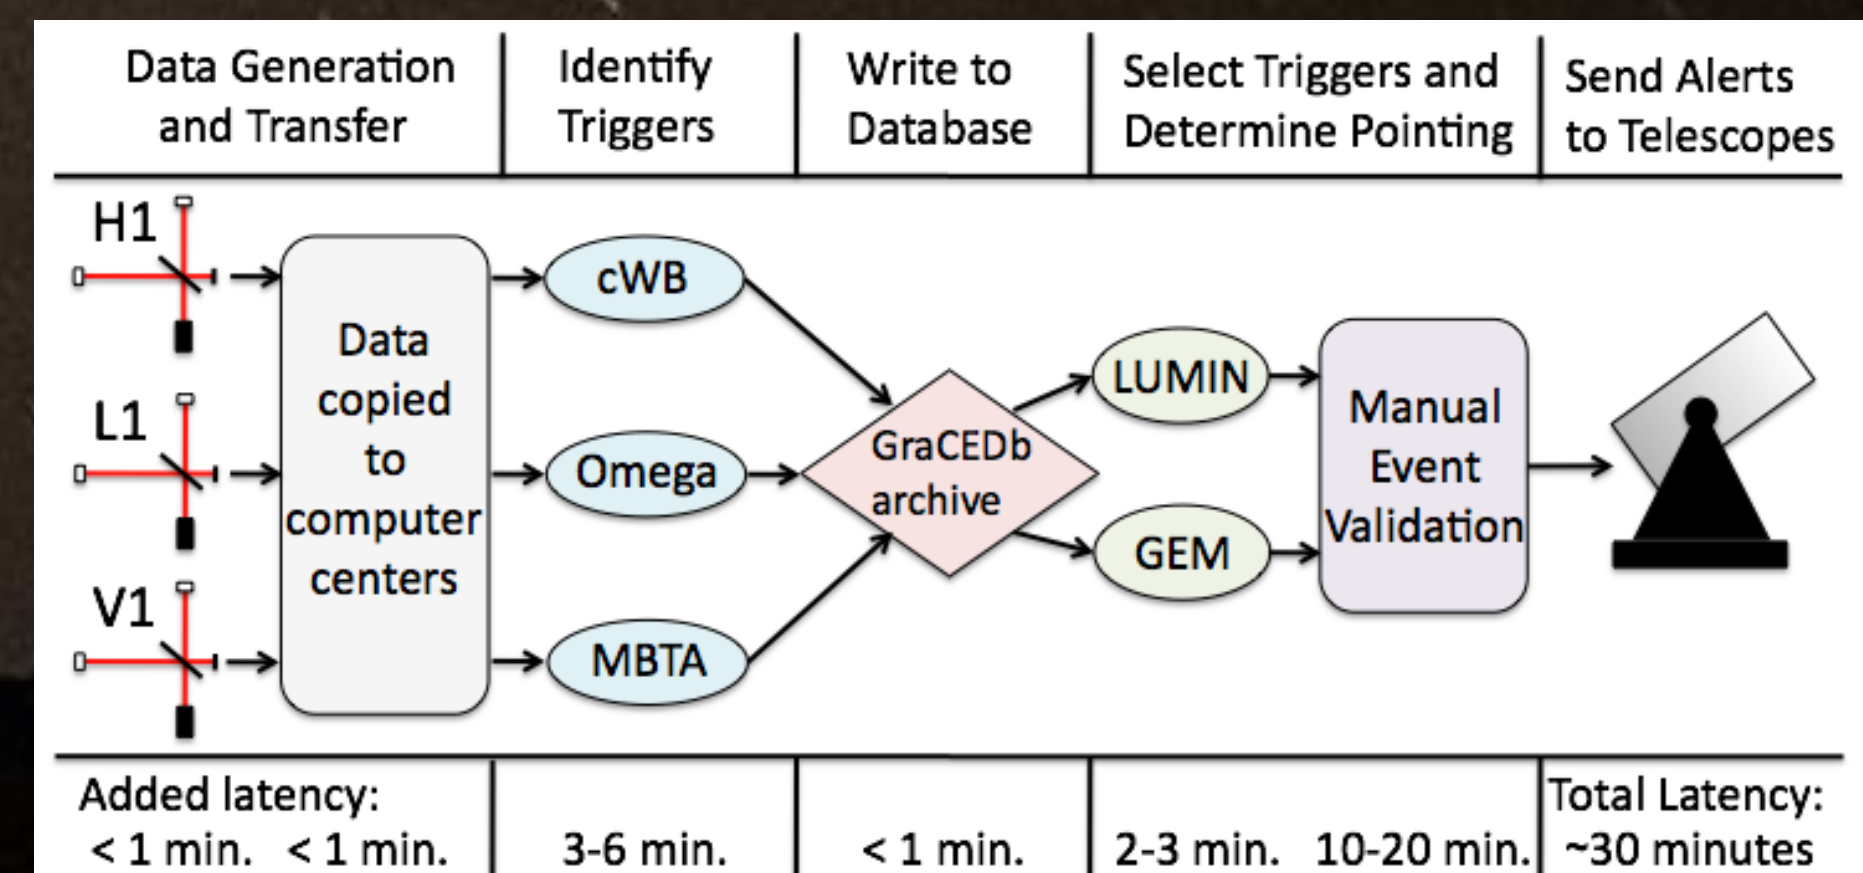 Data Generation
and Transfer
Identify
Triggers
Write to
Database
Select Triggers and
Determine Pointing
Send Alerts
to Telescopes
H1
L1
V1
Data
copied
to
computer
centers
cWB
Omega
MBTA
GraCEDb
archive
LUMIN
GEM
Manual
Event
Validation
Added latency:
< 1 min. < 1 min.
3-6 min.
< 1 min.
2-3 min. 10-20 min.
Total Latency:
~30 minutes